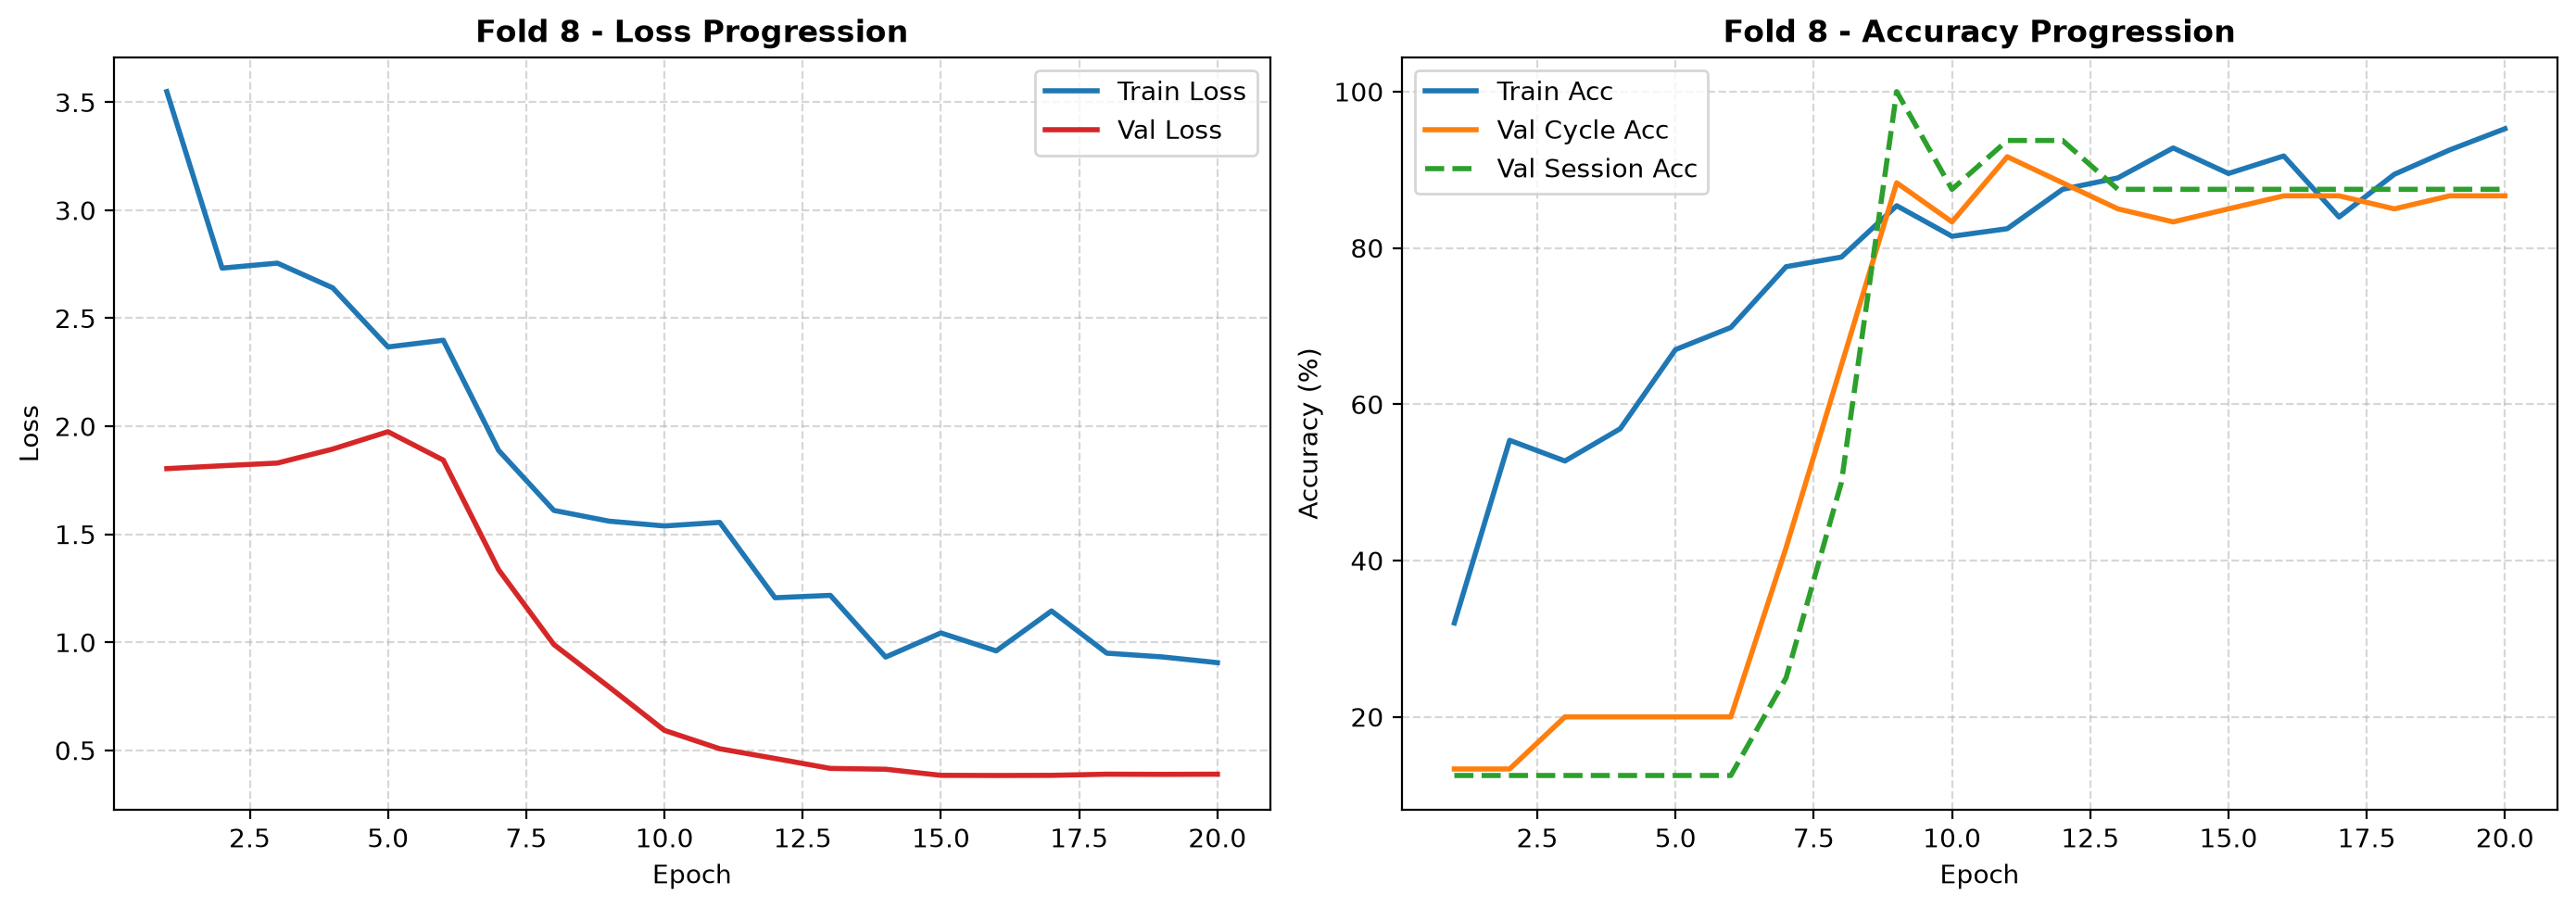 Fold 8 - Loss Progression
Train Loss
Val Loss
Loss
3.5
3.0
2.5
2.0
1.5
1.0
0.5
2.5 5.0 7.5 10.0 12.5 15.0 17.5 20.0
Epoch
Fold 8 - Accuracy Progression
Train Acc
Val Cycle Acc
Val Session Acc
Accuracy (%)
100
80
60
40
20
2.5 5.0 7.5 10.0 12.5 15.0 17.5 20.0
Epoch